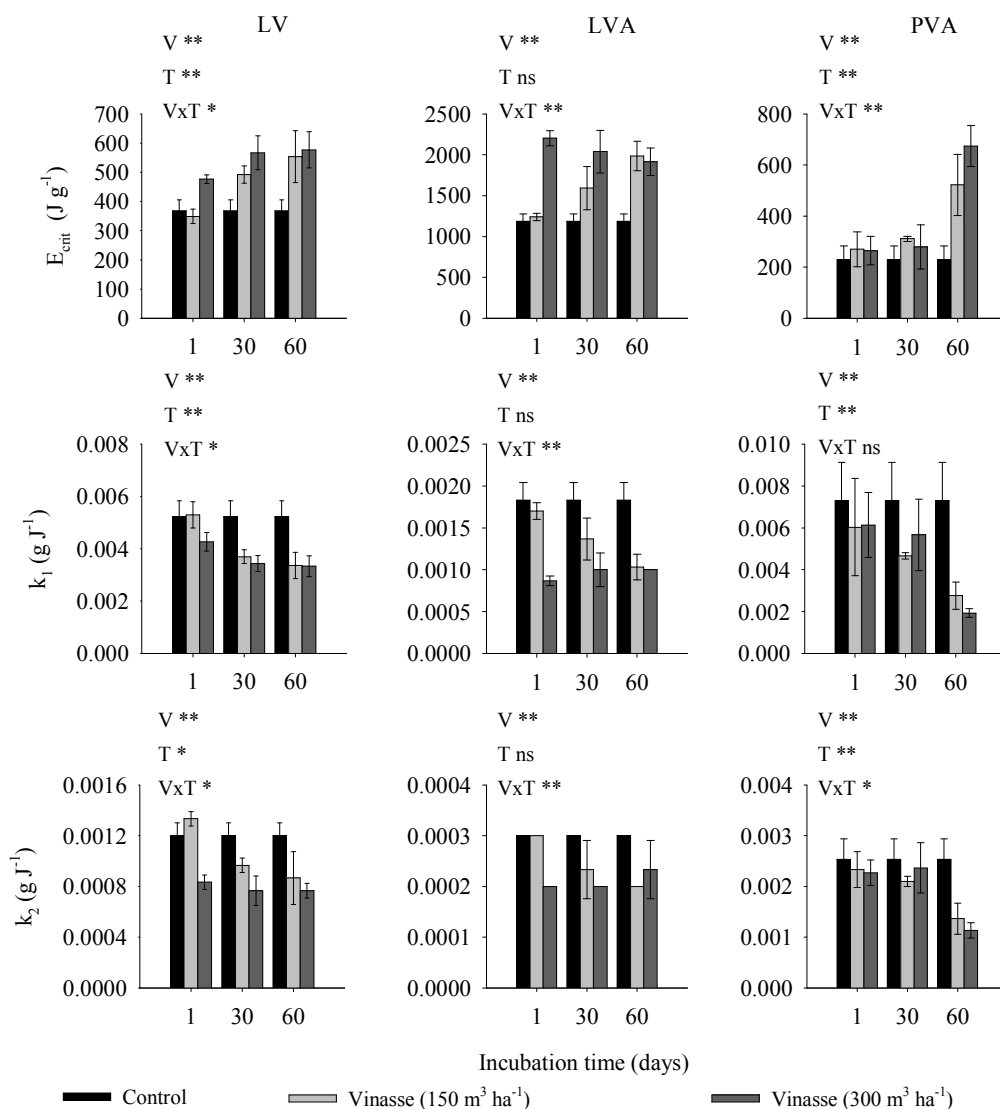 LV LVA PVA
V ** V ** V **
T ** T ns T **
VxT * VxT ** VxT **
700 2500 800
600
2000
500 600
400 1500
400
300 1000
200
200
500
100
0 0 0
E_crit (J g⁻¹)
1 30 60 1 30 60 1 30 60
V ** V ** V **
T ** T ns T **
VxT * VxT ** VxT ns
0.008 0.0025 0.010
0.0020 0.008
0.006
0.0015 0.006
0.004
0.0010 0.004
0.002
0.0005 0.002
0.000 0.0000 0.000
k₁ (g J⁻¹)
1 30 60 1 30 60 1 30 60
V ** V ** V **
T * T ns T **
VxT * VxT ** VxT *
0.0016 0.0004 0.004
0.0012 0.0003 0.003
0.0008 0.0002 0.002
0.0004 0.0001 0.001
0.0000 0.0000 0.000
k₂ (g J⁻¹)
1 30 60 1 30 60 1 30 60
Incubation time (days)
Control Vinasse (150 m³ ha⁻¹) Vinasse (300 m³ ha⁻¹)